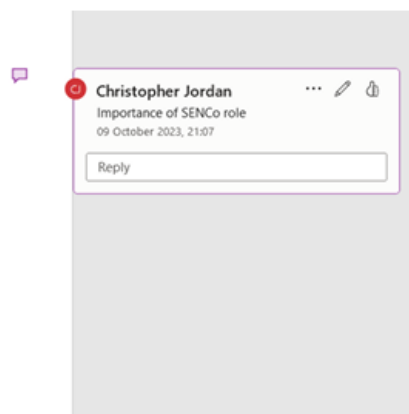 CJ
Christopher Jordan
Importance of SENCo role
09 October 2023, 21:07
Reply